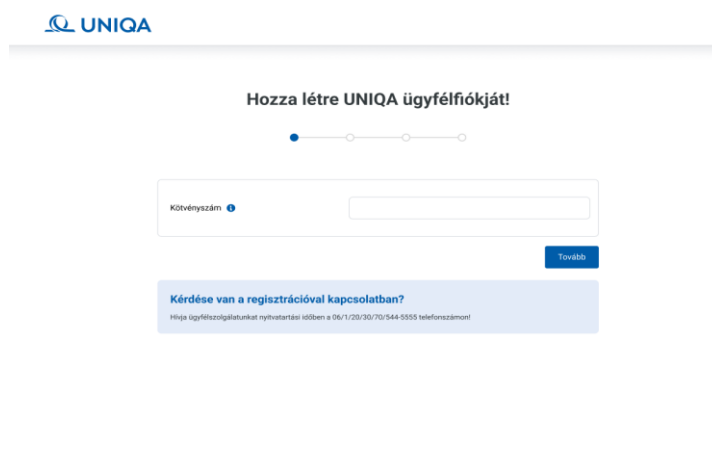 UNIQA
Hozza létre UNIQA ügyfélfiókját!
Kötvényszám
Tovább
Kérdése van a regisztrációval kapcsolatban?
Hívja ügyfélszolgálatunkat nyitvatartási időben a 06/1/20/30/70/544-5555 telefonszámon!